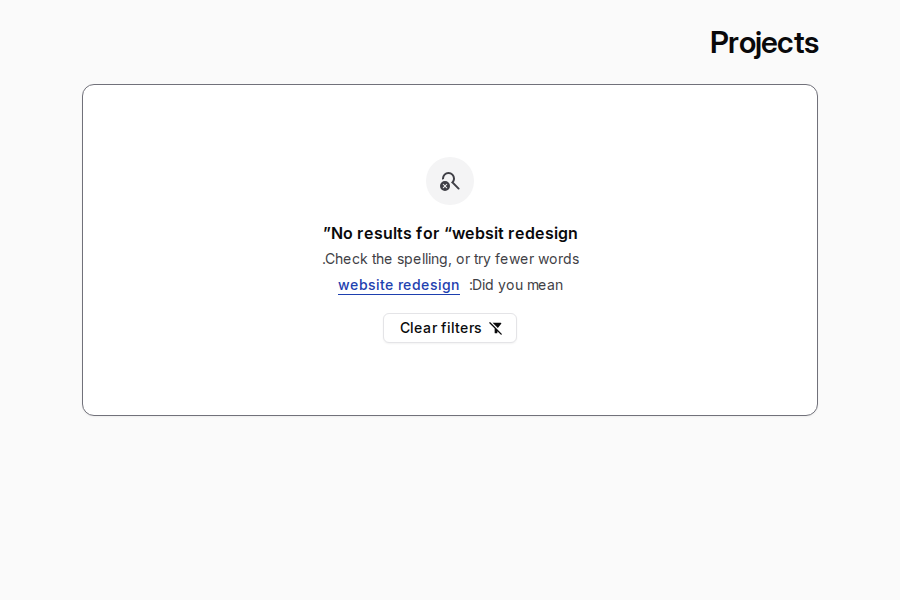 Projects
No results for “websit redesign”
Check the spelling, or try fewer words.
Did you mean: website redesign
Clear filters